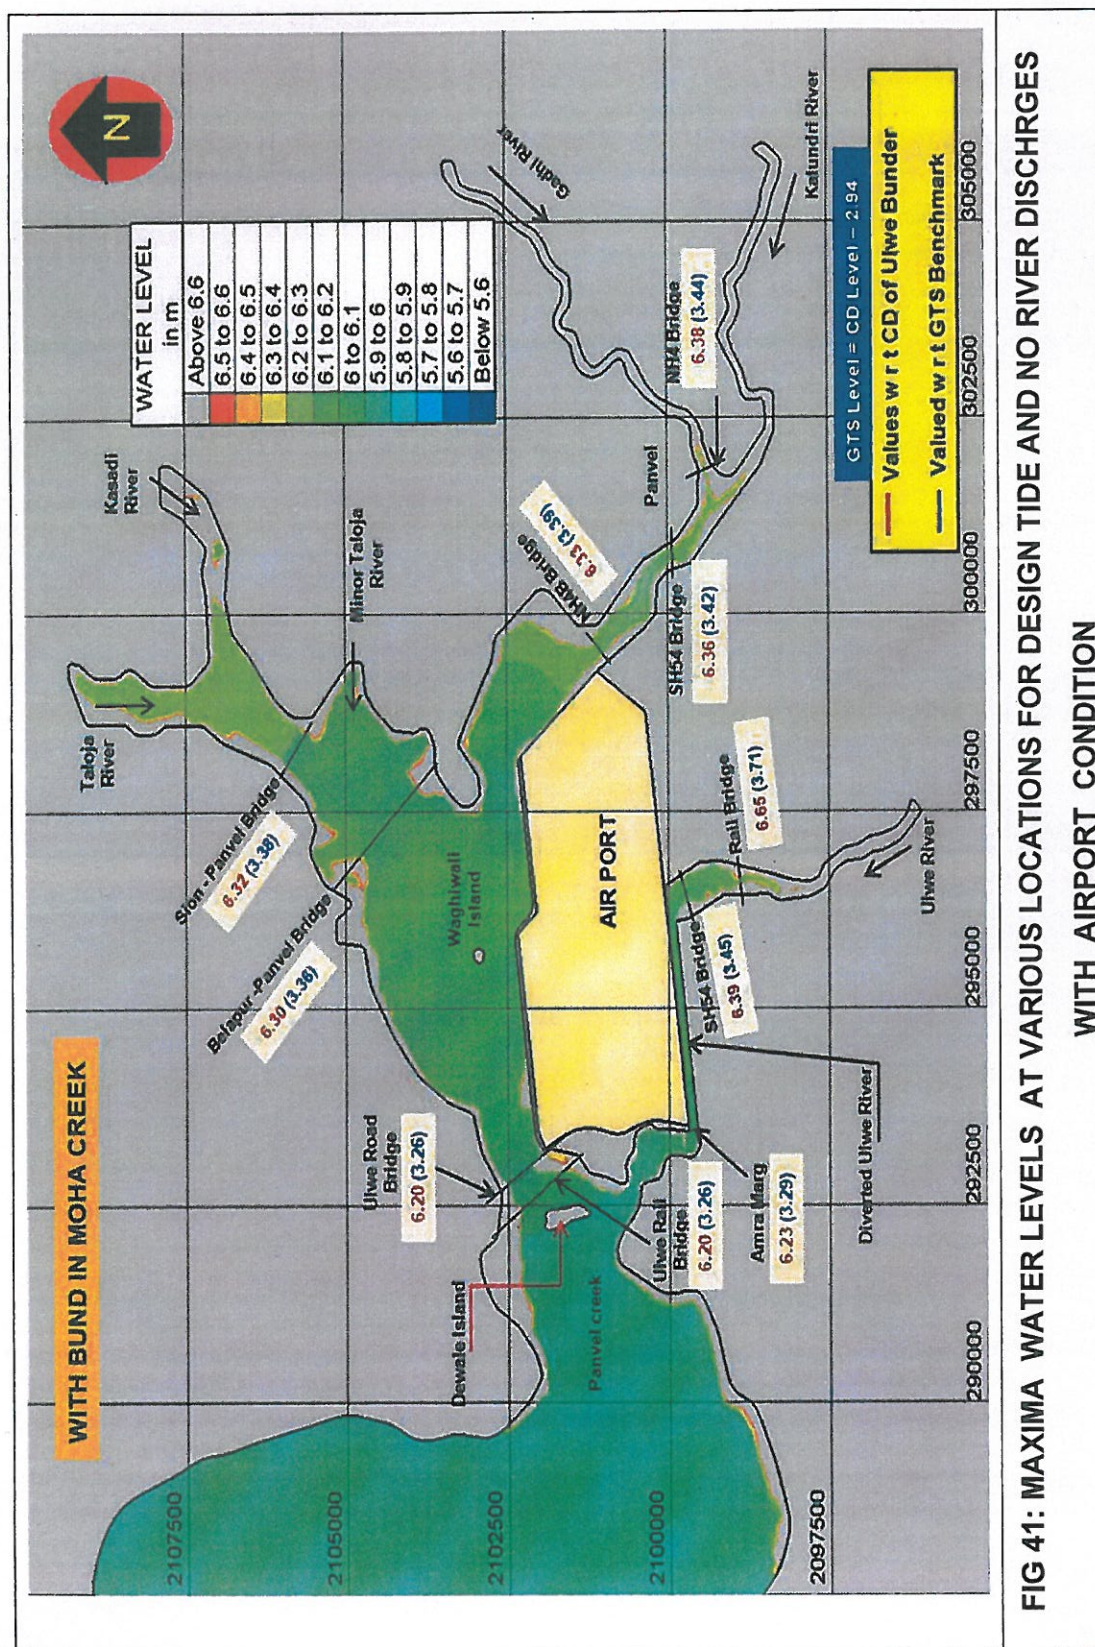 WITH BUND IN MOHA CREEK
N
WATER LEVEL
in m
Above 6.6
6.5 to 6.6
6.4 to 6.5
6.3 to 6.4
6.2 to 6.3
6.1 to 6.2
6 to 6.1
5.9 to 6
5.8 to 5.9
5.7 to 5.8
5.6 to 5.7
Below 5.6
Taloja
River
Kasadi
River
Minor Taloja
River
Gadhi River
Kalundri River
Sion - Panvel Bridge
6.32 (3.38)
Belapur -Panvel Bridge
6.30 (3.36)
Ulwe Road
Bridge
6.20 (3.26)
Waghiwali
Island
NH4B Bridge
6.33 (3.39)
Panvel
NH4 Bridge
6.38 (3.44)
SH54 Bridge
6.36 (3.42)
AIR PORT
Dewale Island
Panvel creek
Ulwe Rail
Bridge
6.20 (3.26)
Amra Marg
6.23 (3.29)
SH54 Bridge
6.39 (3.45)
Rail Bridge
6.65 (3.71)
Ulwe River
Diverted Ulwe River
GTS Level = CD Level - 2.94
Values w r t CD of Ulwe Bunder
Valued w r t GTS Benchmark
2107500
2105000
2102500
2100000
2097500
290000
292500
295000
297500
300000
302500
305000
FIG 41: MAXIMA WATER LEVELS AT VARIOUS LOCATIONS FOR DESIGN TIDE AND NO RIVER DISCHRGES
WITH AIRPORT CONDITION